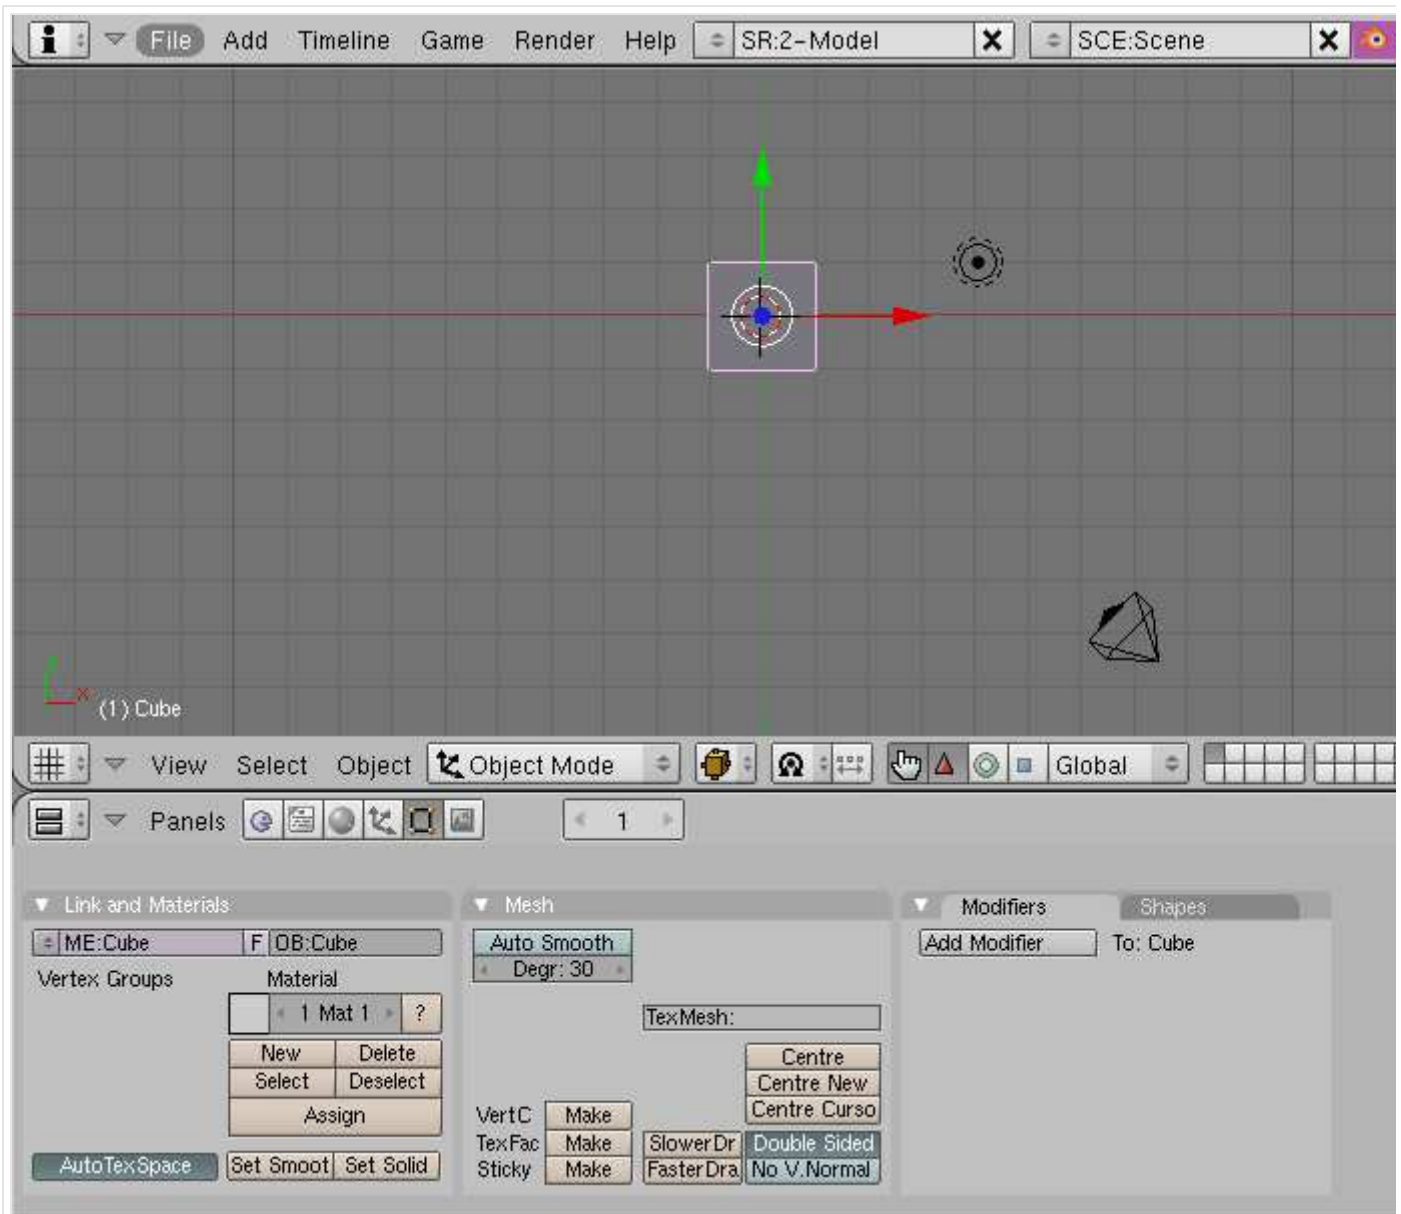 File Add Timeline Game Render Help SR:2-Model X SCE:Scene X
x
(1) Cube
View Select Object Object Mode Global
Panels 1
Link and Materials
ME:Cube F OB:Cube
Vertex Groups Material
1 Mat 1 ?
New Delete
Select Deselect
Assign
AutoTexSpace Set Smoot Set Solid
Mesh
Auto Smooth
Degr: 30
TexMesh:
Centre
Centre New
Centre Curso
VertC Make
TexFac Make SlowerDr Double Sided
Sticky Make FasterDra No V.Normal
Modifiers Shapes
Add Modifier To: Cube